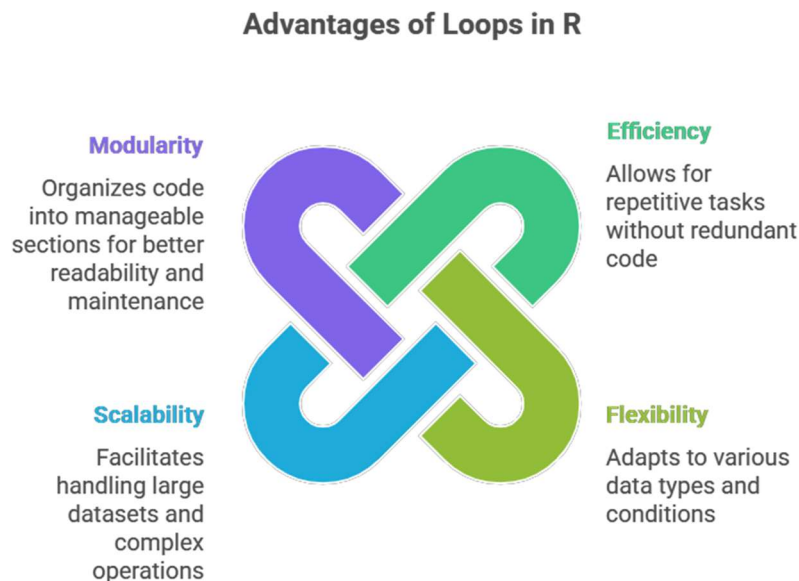 Advantages of Loops in R
Modularity
Organizes code
into manageable
sections for better
readability and
maintenance
Efficiency
Allows for
repetitive tasks
without redundant
code
Scalability
Facilitates
handling large
datasets and
complex
operations
Flexibility
Adapts to various
data types and
conditions